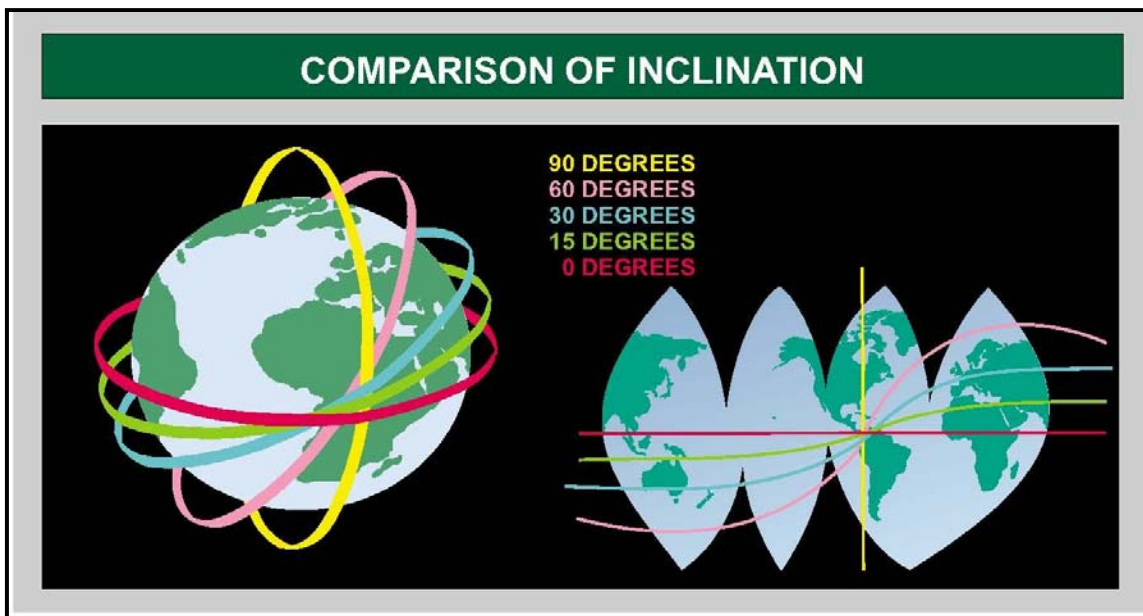 COMPARISON OF INCLINATION
90 DEGREES
60 DEGREES
30 DEGREES
15 DEGREES
0 DEGREES